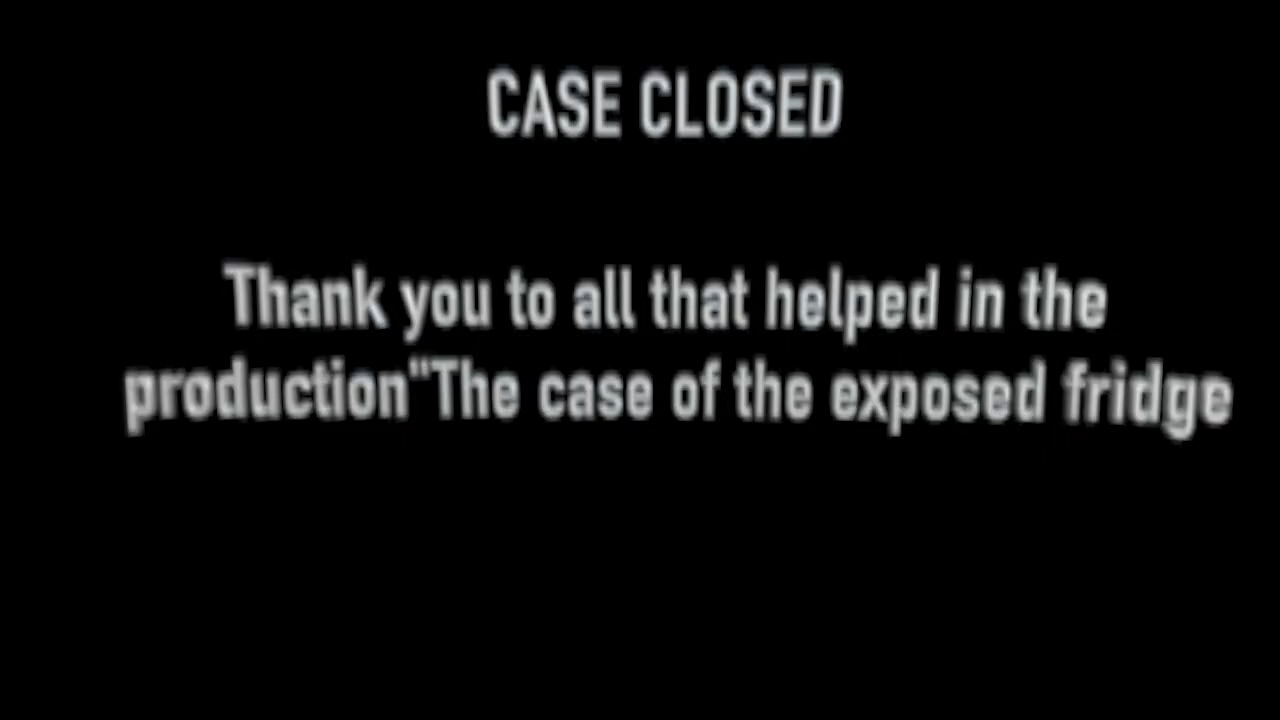 CASE CLOSED
Thank you to all that helped in the
production"The case of the exposed fridge